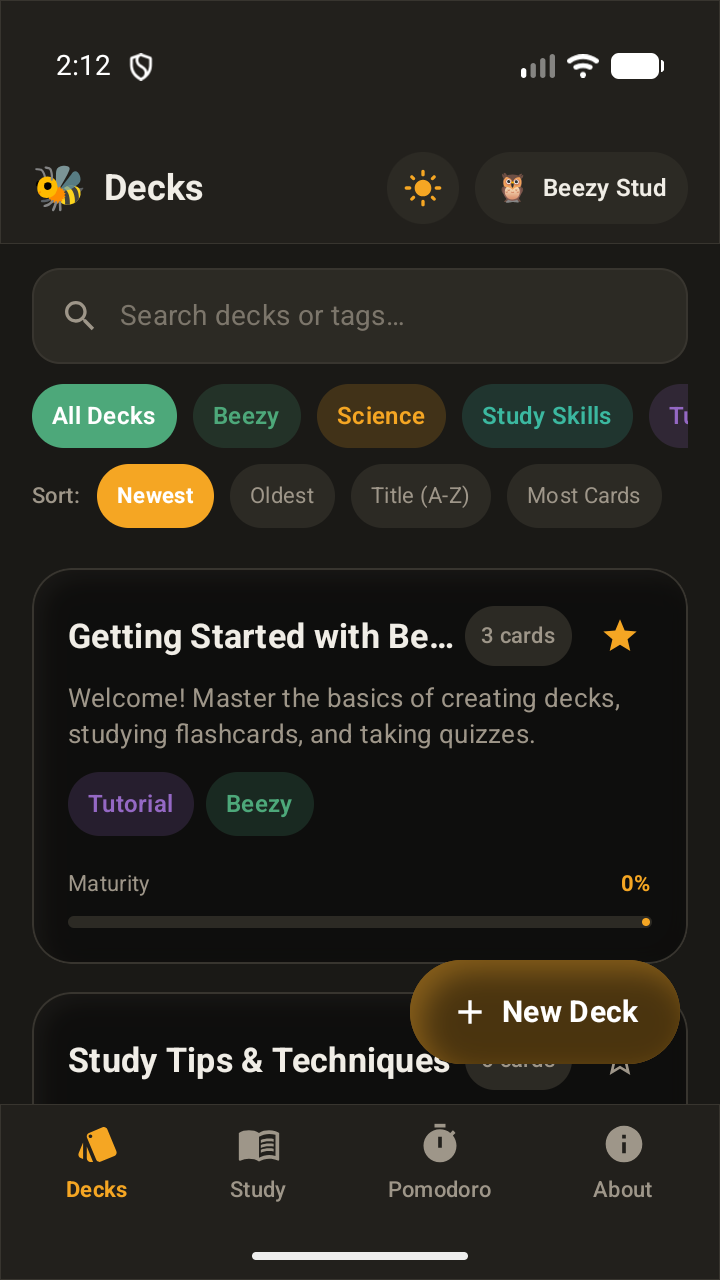 2:12
Decks
Beezy Stud
Search decks or tags…
All Decks Beezy Science Study Skills
Sort: Newest Oldest Title (A-Z) Most Cards
Getting Started with Be… 3 cards
Welcome! Master the basics of creating decks,
studying flashcards, and taking quizzes.
Tutorial Beezy
Maturity 0%
New Deck
Study Tips & Techniques cards
Decks Study Pomodoro About